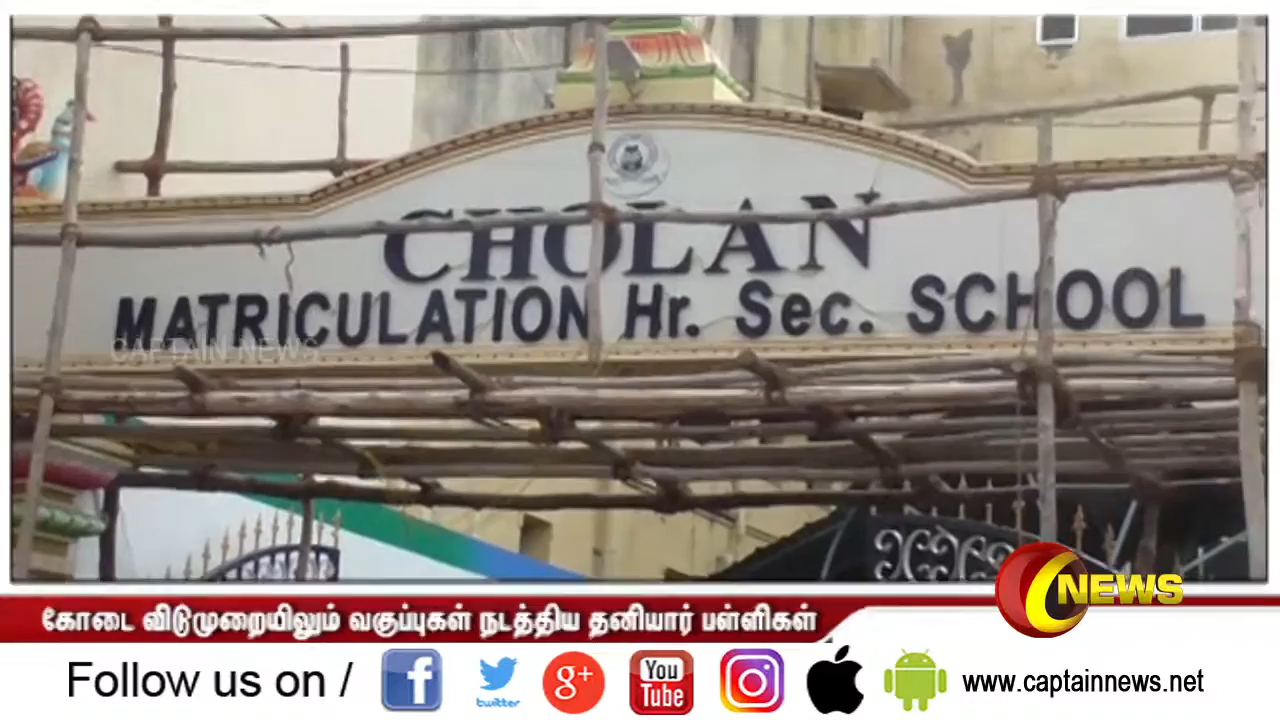 CHOLAN
MATRICULATION Hr. Sec. SCHOOL
CAPTAIN NEWS
NEWS
கோடை விடுமுறையிலும் வகுப்புகள் நடத்திய தனியார் பள்ளிகள்
Follow us on /
twitter
g+
You
Tube
www.captainnews.net